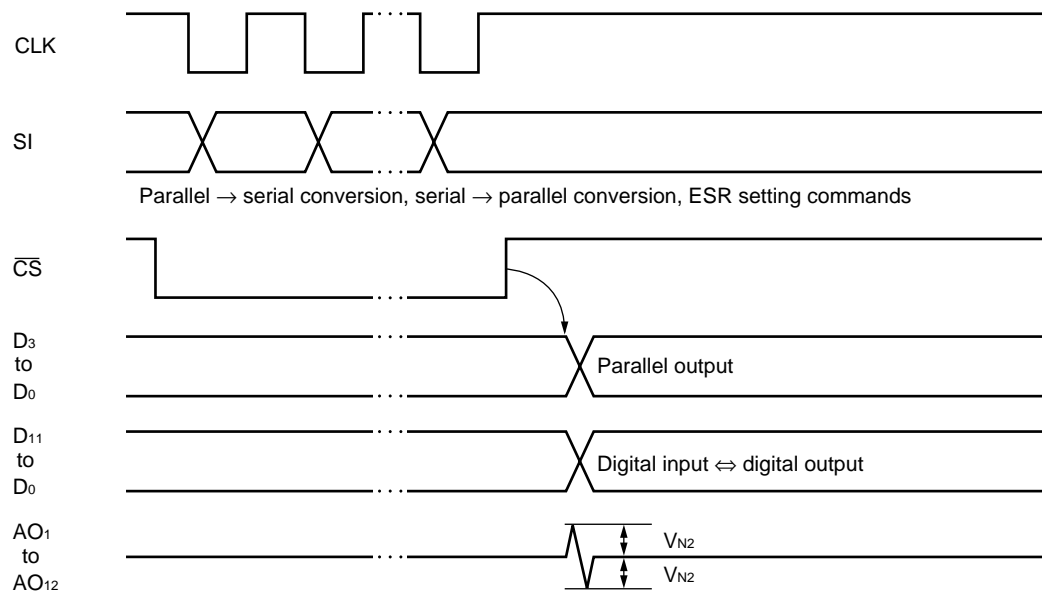 CLK
SI
Parallel → serial conversion, serial → parallel conversion, ESR setting commands
C̅S̅
D3
to
D0
Parallel output
D11
to
D0
Digital input ⇔ digital output
AO1
to
AO12
VN2
VN2